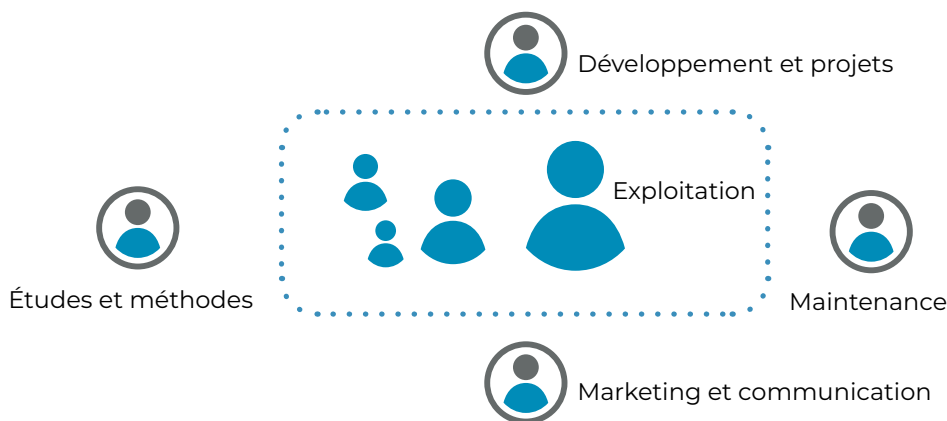 Développement et projets
Exploitation
Études et méthodes
Maintenance
Marketing et communication